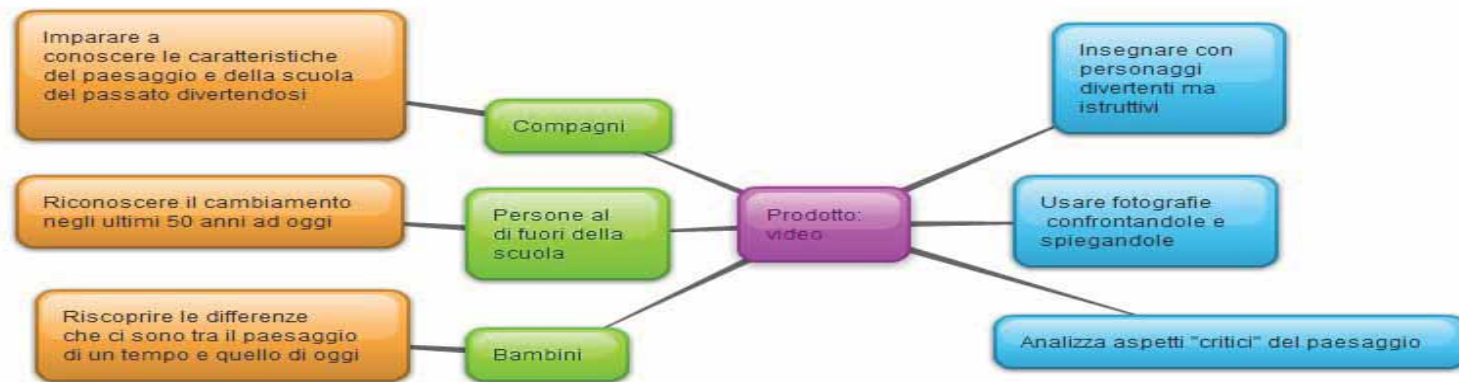 Imparare a
conoscere le caratteristiche
del paesaggio e della scuola
del passato divertendosi
Compagni
Riconoscere il cambiamento
negli ultimi 50 anni ad oggi
Persone al
di fuori della
scuola
Riscoprire le differenze
che ci sono tra il paesaggio
di un tempo e quello di oggi
Bambini
Prodotto:
video
Insegnare con
personaggi
divertenti ma
istruttivi
Usare fotografie
confrontandole e
spiegandole
Analizza aspetti "critici" del paesaggio